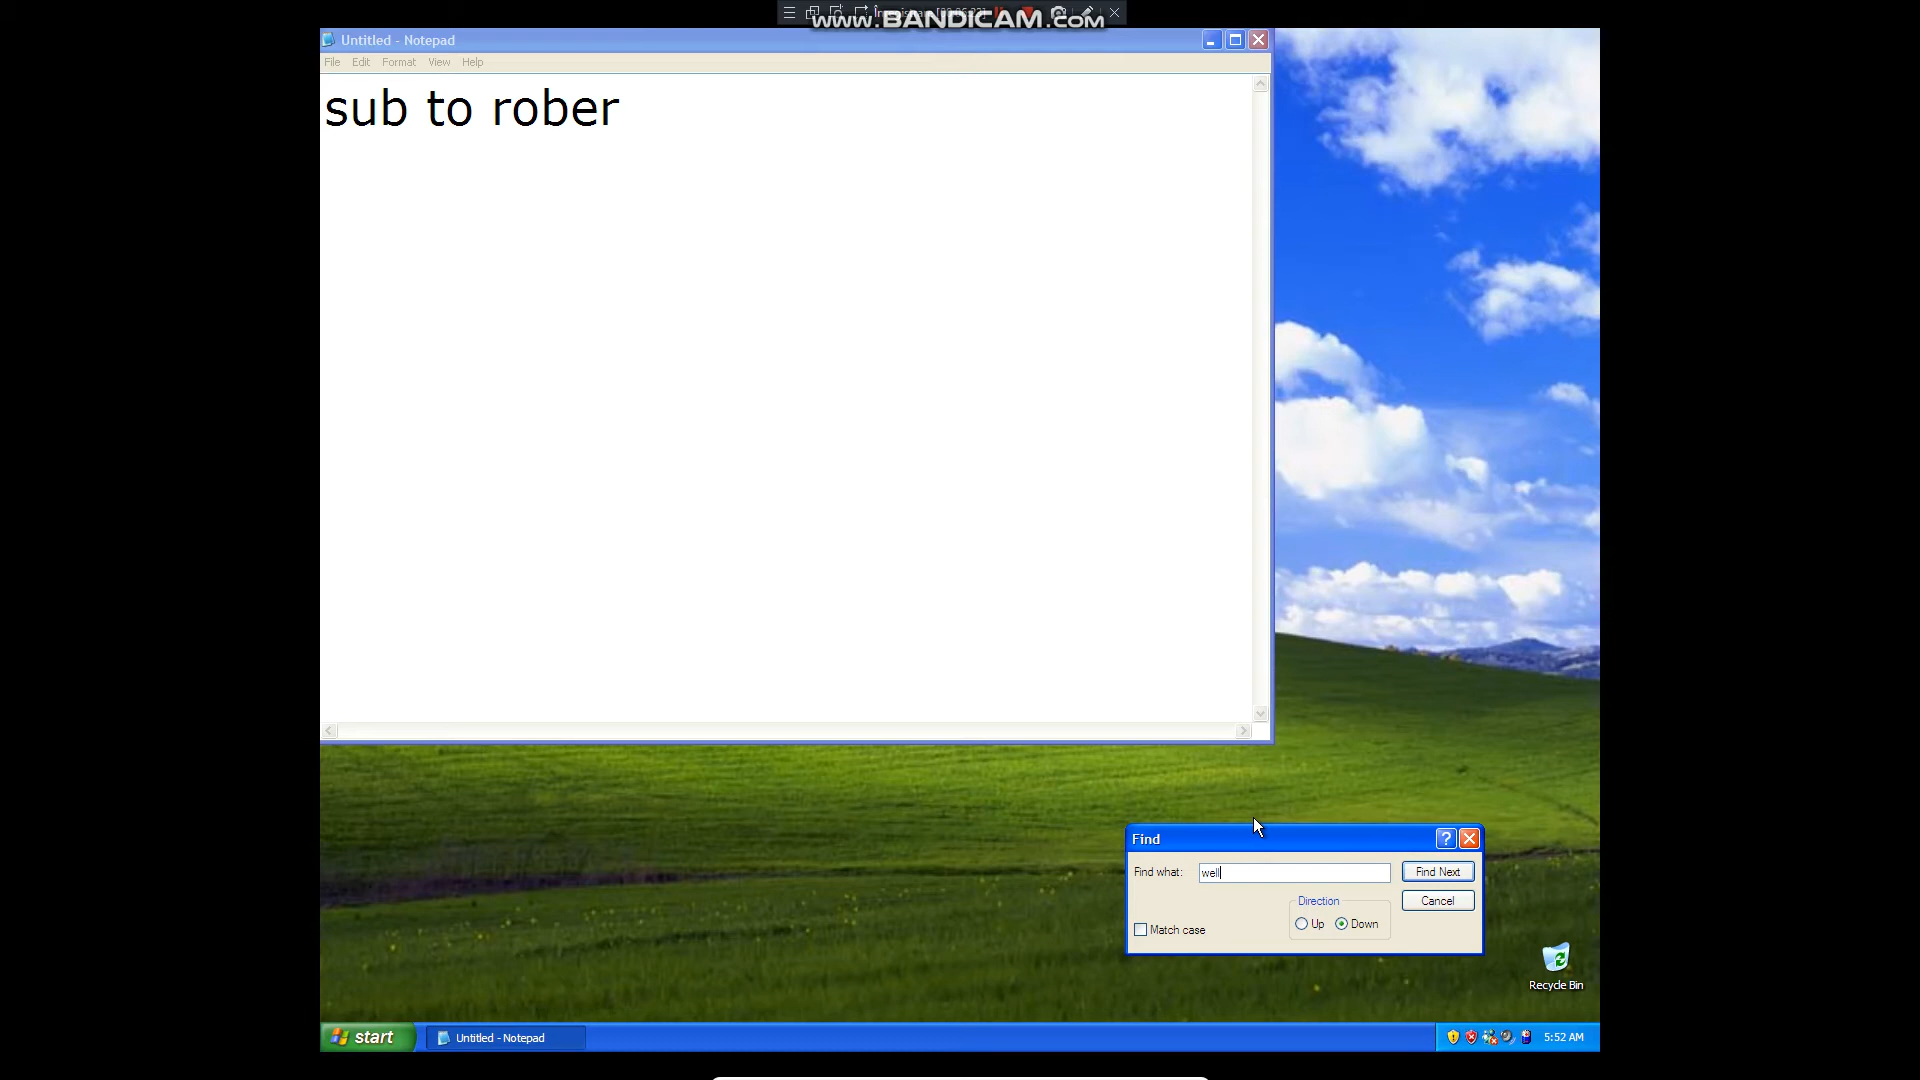 www.BANDICAM.com
Untitled - Notepad
File Edit Format View Help
sub to rober
Find
Find what: well
Find Next
Direction
Cancel
Up Down
Match case
Recycle Bin
start
Untitled - Notepad
5:52 AM